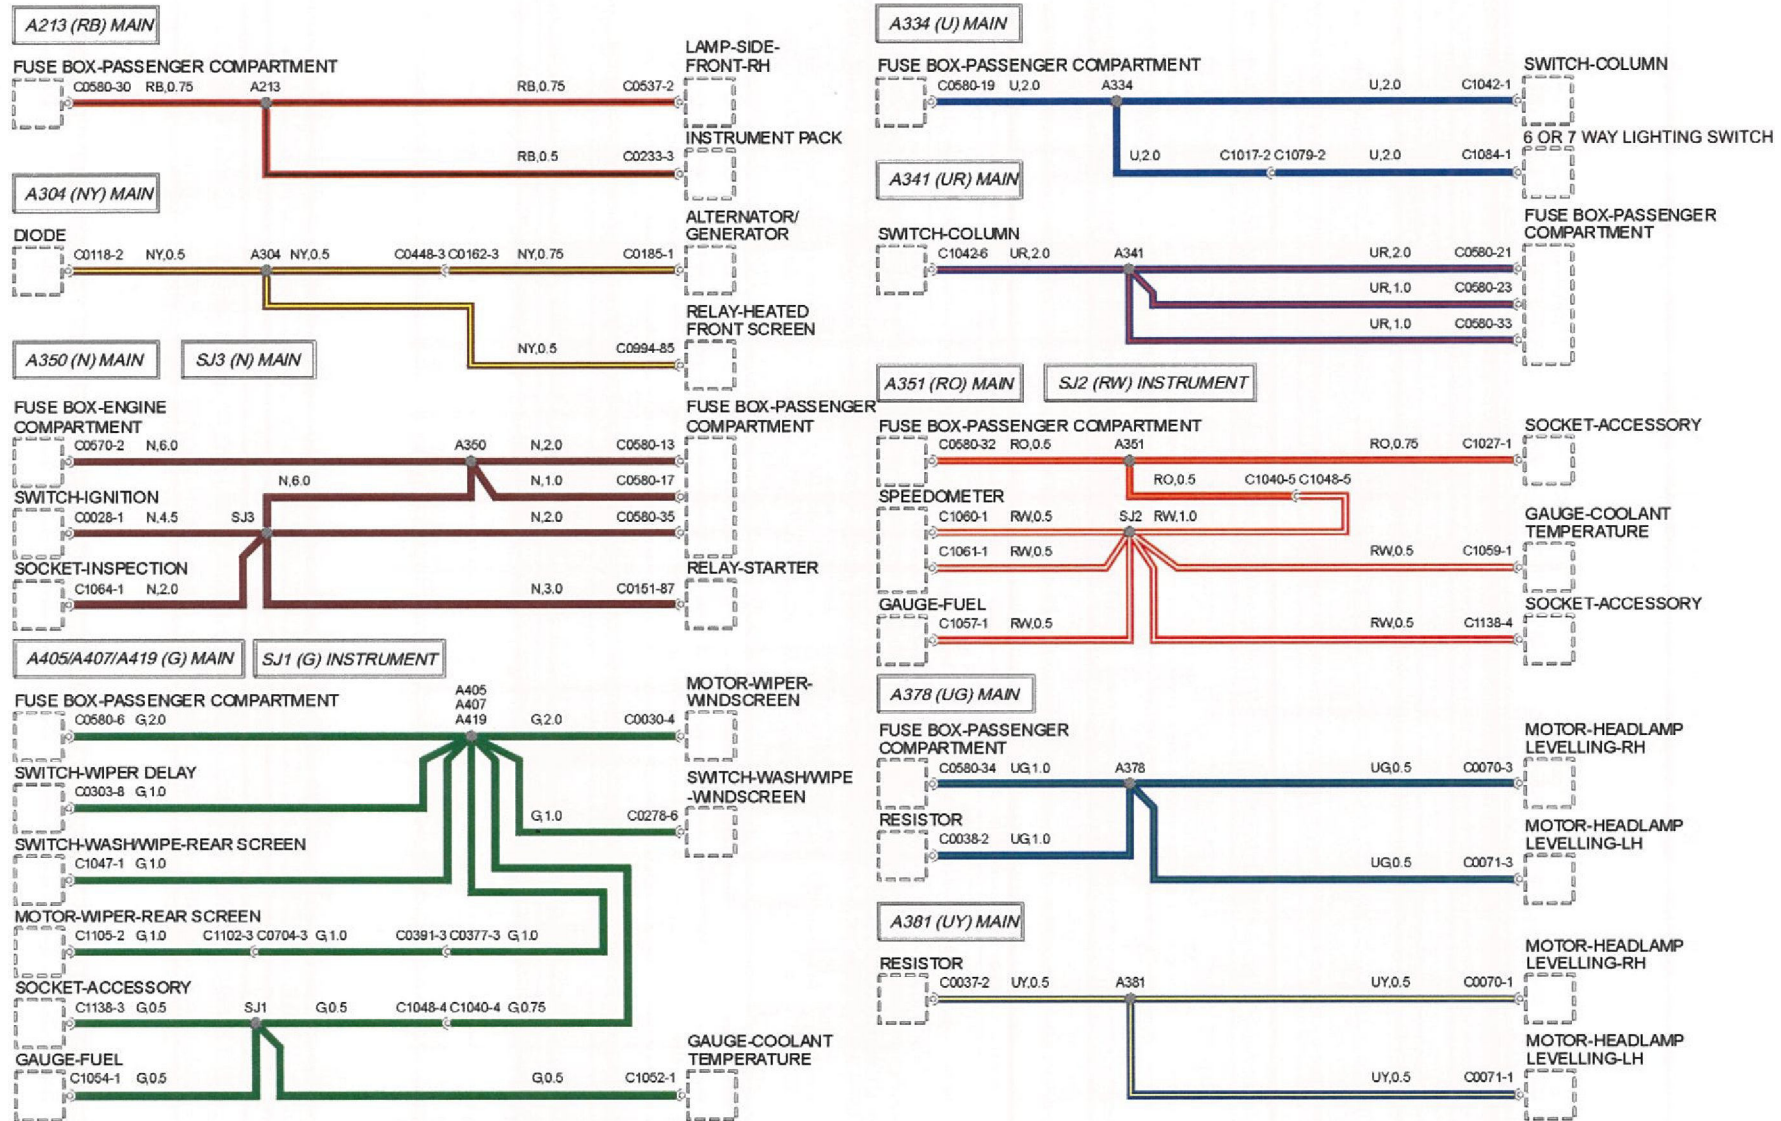 A213 (RB) MAIN
FUSE BOX-PASSENGER COMPARTMENT
LAMP-SIDE-
FRONT-RH
C0580-30 RB,0.75 A213 RB,0.75 C0537-2
INSTRUMENT PACK
RB,0.5 C0233-3
A304 (NY) MAIN
DIODE
ALTERNATOR/
GENERATOR
C0118-2 NY,0.5 A304 NY,0.5 C0448-3 C0162-3 NY,0.75 C0185-1
RELAY-HEATED
FRONT SCREEN
NY,0.5 C0994-85
A350 (N) MAIN SJ3 (N) MAIN
FUSE BOX-ENGINE
COMPARTMENT
FUSE BOX-PASSENGER
COMPARTMENT
C0570-2 N,6.0 A350 N,2.0 C0580-13
N,6.0 N,1.0 C0580-17
SWITCH-IGNITION
C0028-1 N,4.5 SJ3 N,2.0 C0580-35
SOCKET-INSPECTION
RELAY-STARTER
C1064-1 N,2.0 N,3.0 C0151-87
A405/A407/A419 (G) MAIN SJ1 (G) INSTRUMENT
FUSE BOX-PASSENGER COMPARTMENT
MOTOR-WIPER-
WINDSCREEN
A405
A407
C0580-6 G,2.0 A419 G,2.0 C0030-4
SWITCH-WIPER DELAY
C0303-8 G,1.0
SWITCH-WASH/WIPE
-WINDSCREEN
G,1.0 C0278-6
SWITCH-WASH/WIPE-REAR SCREEN
C1047-1 G,1.0
MOTOR-WIPER-REAR SCREEN
C1105-2 G,1.0 C1102-3 C0704-3 G,1.0 C0391-3 C0377-3 G,1.0
SOCKET-ACCESSORY
C1138-3 G,0.5 SJ1 G,0.5 C1048-4 C1040-4 G,0.75
GAUGE-FUEL
GAUGE-COOLANT
TEMPERATURE
C1054-1 G,0.5 G,0.5 C1052-1
A334 (U) MAIN
FUSE BOX-PASSENGER COMPARTMENT
SWITCH-COLUMN
C0580-19 U,2.0 A334 U,2.0 C1042-1
6 OR 7 WAY LIGHTING SWITCH
U,2.0 C1017-2 C1079-2 U,2.0 C1084-1
A341 (UR) MAIN
SWITCH-COLUMN
FUSE BOX-PASSENGER
COMPARTMENT
C1042-6 UR,2.0 A341 UR,2.0 C0580-21
UR,1.0 C0580-23
UR,1.0 C0580-33
A351 (RO) MAIN SJ2 (RW) INSTRUMENT
FUSE BOX-PASSENGER COMPARTMENT
SOCKET-ACCESSORY
C0580-32 RO,0.5 A351 RO,0.75 C1027-1
RO,0.5 C1040-5 C1048-5
SPEEDOMETER
C1060-1 RW,0.5 SJ2 RW,1.0
GAUGE-COOLANT
TEMPERATURE
C1061-1 RW,0.5 RW,0.5 C1059-1
GAUGE-FUEL
SOCKET-ACCESSORY
C1057-1 RW,0.5 RW,0.5 C1138-4
A378 (UG) MAIN
FUSE BOX-PASSENGER
COMPARTMENT
MOTOR-HEADLAMP
LEVELLING-RH
C0580-34 UG,1.0 A378 UG,0.5 C0070-3
RESISTOR
C0038-2 UG,1.0
MOTOR-HEADLAMP
LEVELLING-LH
UG,0.5 C0071-3
A381 (UY) MAIN
RESISTOR
MOTOR-HEADLAMP
LEVELLING-RH
C0037-2 UY,0.5 A381 UY,0.5 C0070-1
MOTOR-HEADLAMP
LEVELLING-LH
UY,0.5 C0071-1